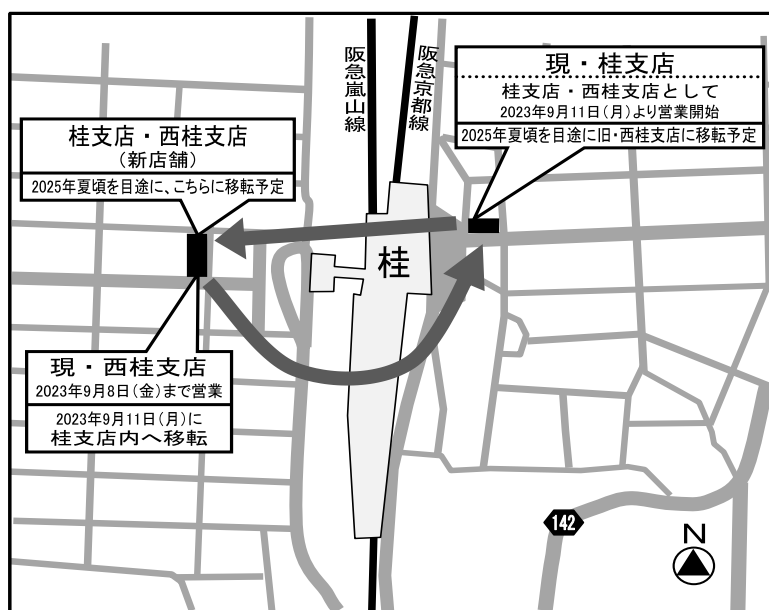 阪急嵐山線
阪急京都線
現・桂支店
桂支店・西桂支店として
2023年9月11日(月)より営業開始
2025年夏頃を目途に旧・西桂支店に移転予定
桂支店・西桂支店
(新店舗)
2025年夏頃を目途に、こちらに移転予定
桂
現・西桂支店
2023年9月8日(金)まで営業
2023年9月11日(月)に
桂支店内へ移転
142
N